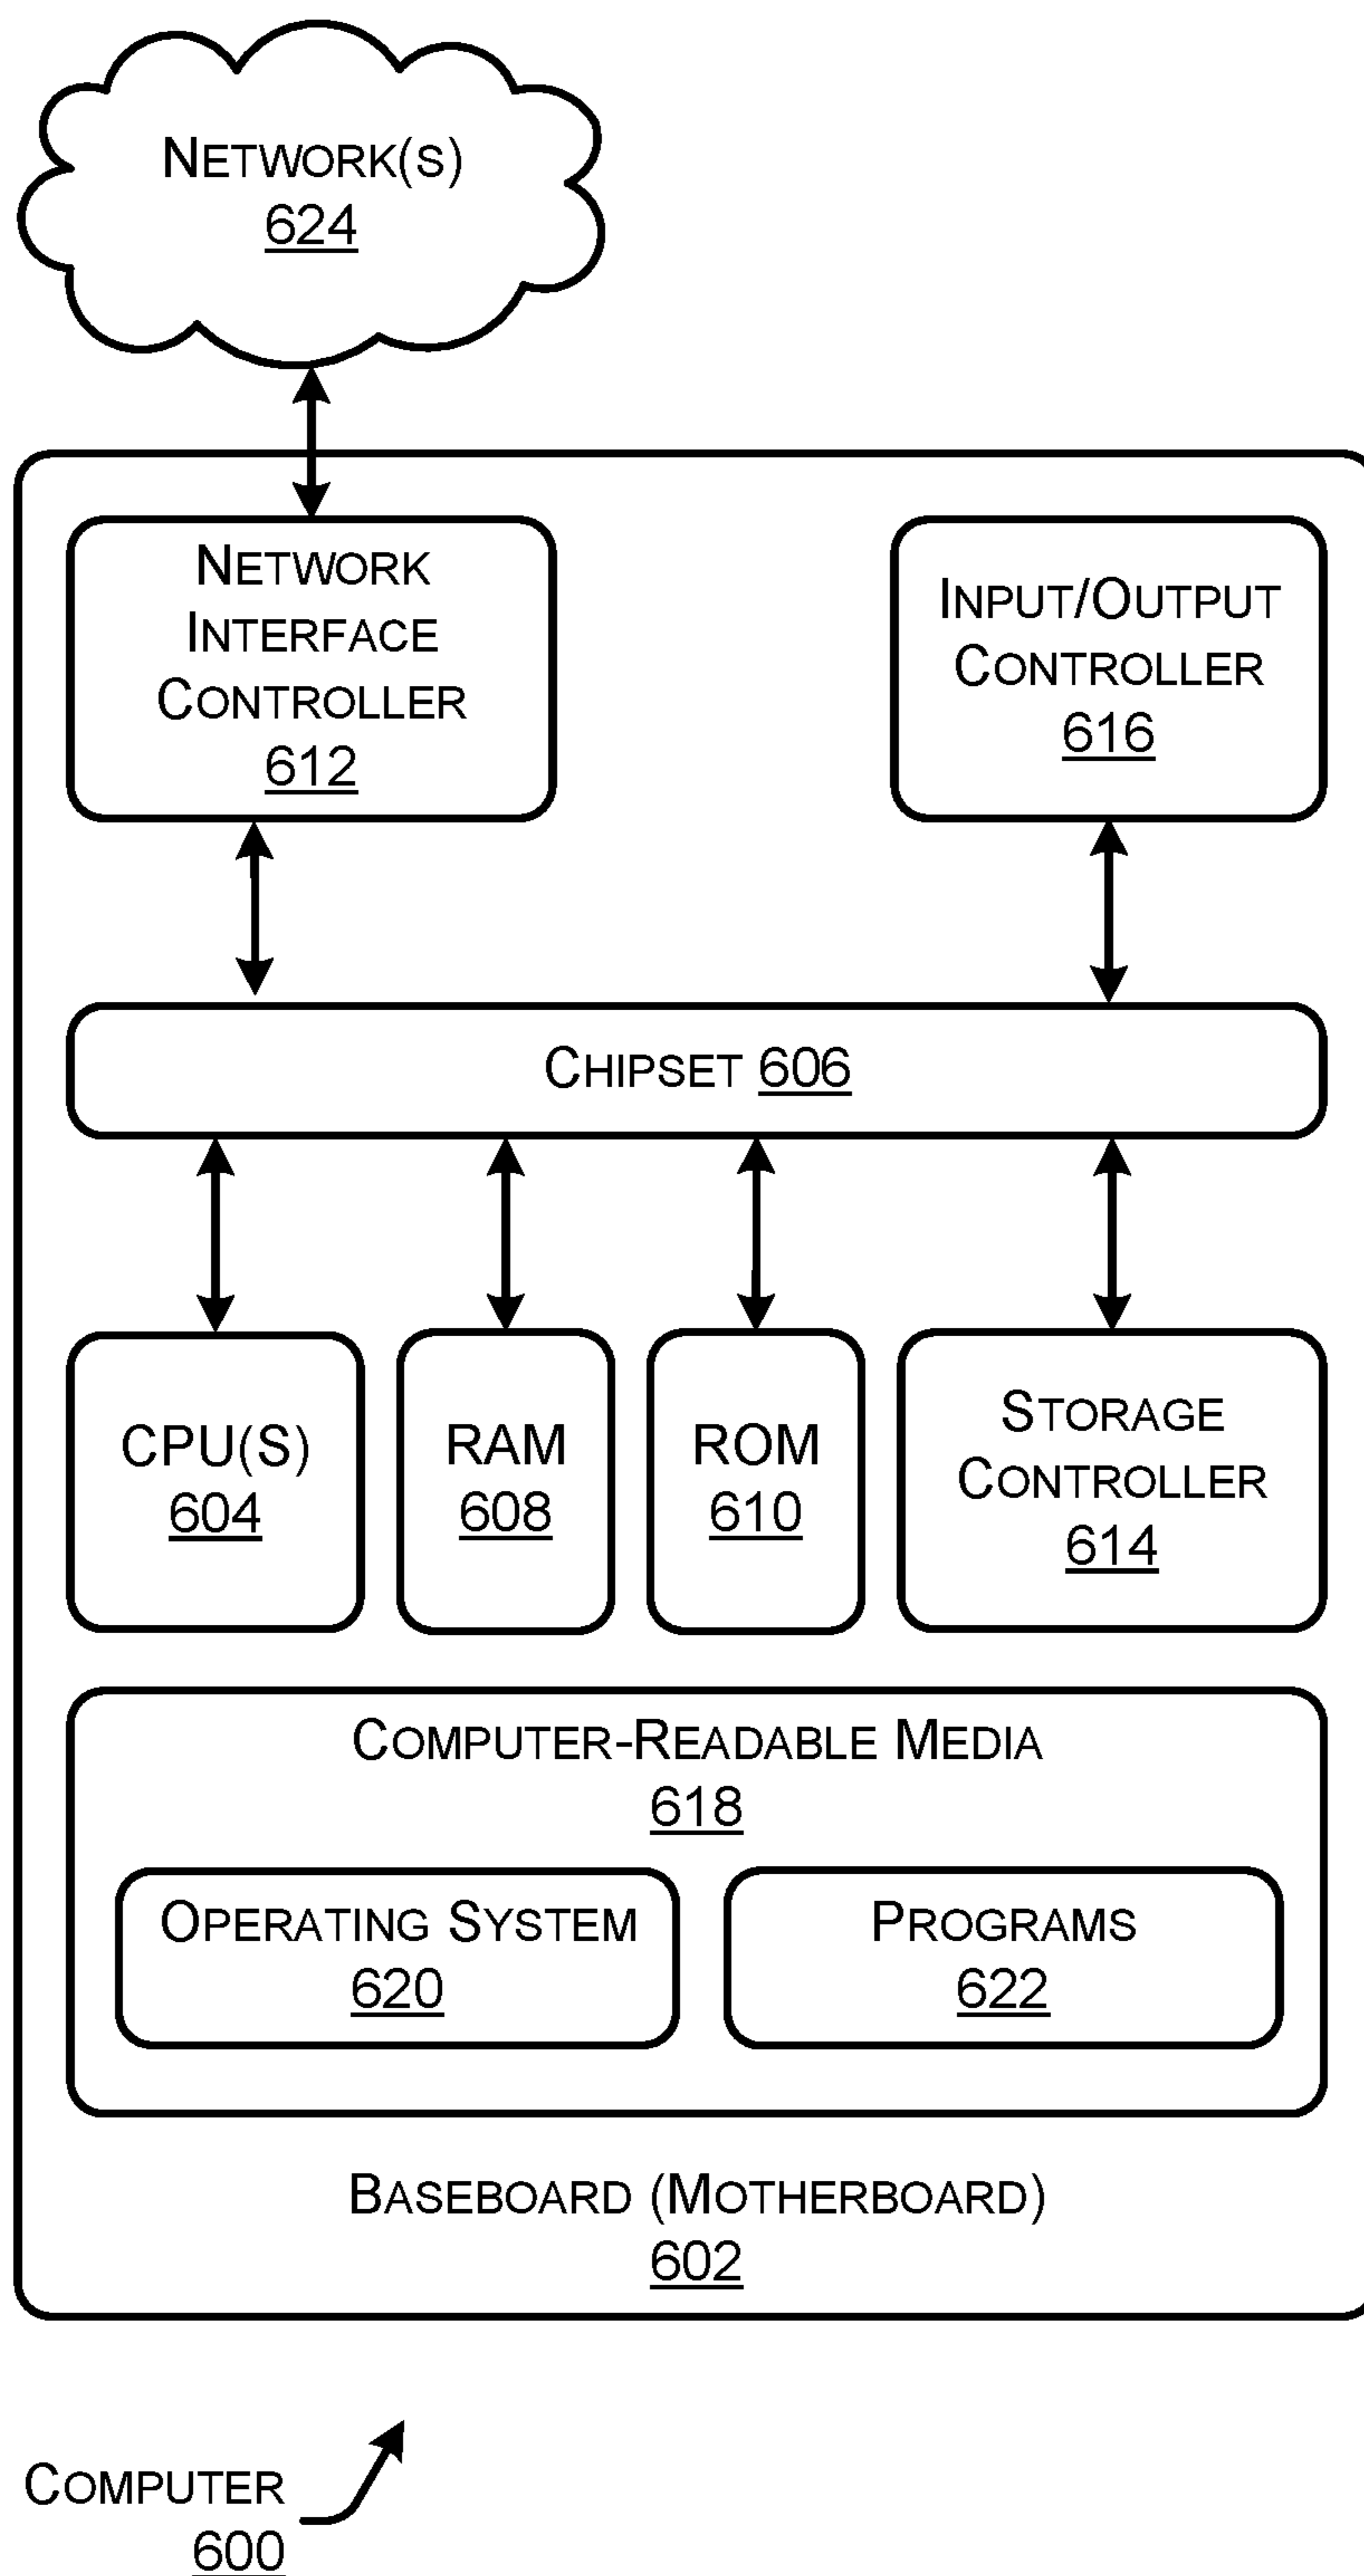 NETWORK(S)
624
NETWORK
INTERFACE
CONTROLLER
612
INPUT/OUTPUT
CONTROLLER
616
CHIPSET 606
CPU(S)
604
RAM
608
ROM
610
STORAGE
CONTROLLER
614
COMPUTER-READABLE MEDIA
618
OPERATING SYSTEM
620
PROGRAMS
622
BASEBOARD (MOTHERBOARD)
602
COMPUTER
600